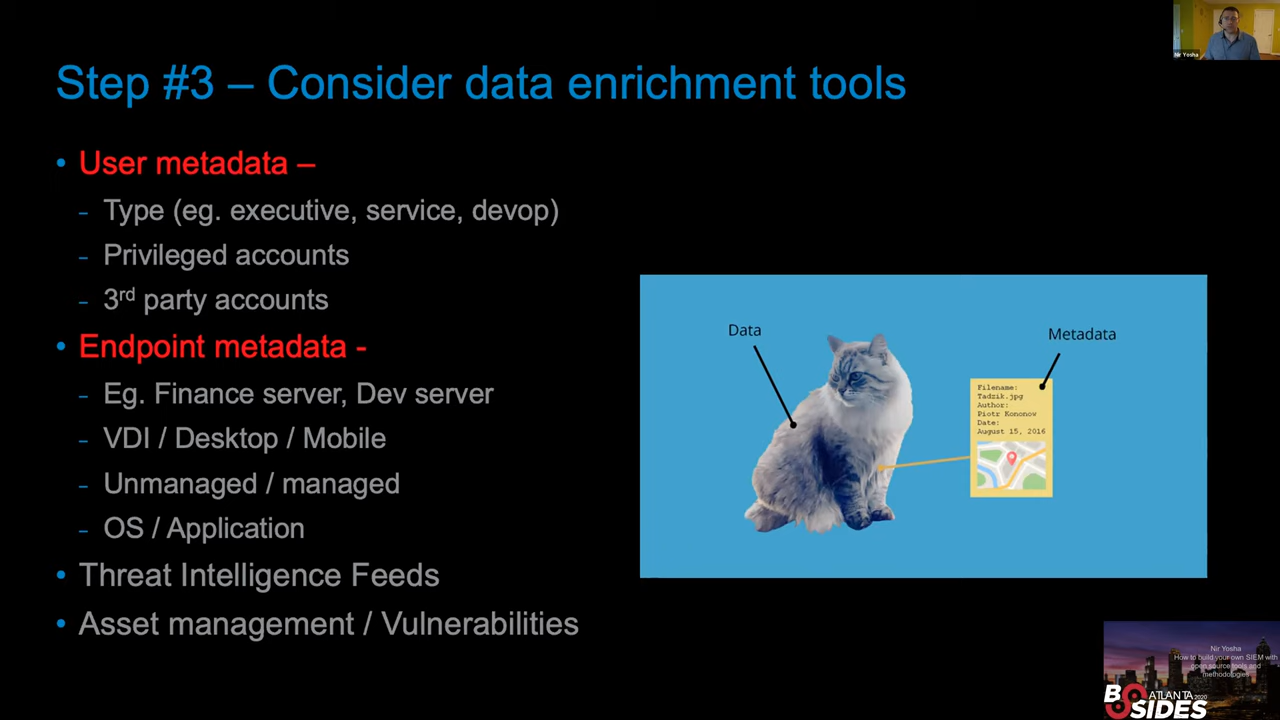 Nir Yosha
Step #3 – Consider data enrichment tools
• User metadata –
- Type (eg. executive, service, devop)
- Privileged accounts
- 3rd party accounts
• Endpoint metadata -
- Eg. Finance server, Dev server
- VDI / Desktop / Mobile
- Unmanaged / managed
- OS / Application
• Threat Intelligence Feeds
• Asset management / Vulnerabilities
Data
Metadata
Filename:
Tadzik.jpg
Author:
Piotr Kononow
Date:
August 15, 2016
Nir Yosha
How to build your own SIEM with
open source tools and
methodologies
BSIDES ATLANTA 2020